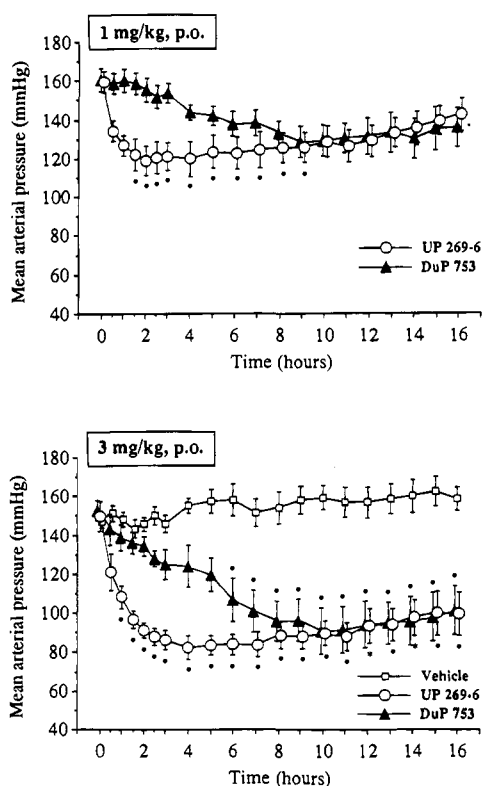 1 mg/kg, p.o.
Mean arterial pressure (mmHg)
180
160
140
120
100
80
60
40
UP 269-6
DuP 753
0 2 4 6 8 10 12 14 16
Time (hours)
3 mg/kg, p.o.
Mean arterial pressure (mmHg)
180
160
140
120
100
80
60
40
Vehicle
UP 269-6
DuP 753
0 2 4 6 8 10 12 14 16
Time (hours)